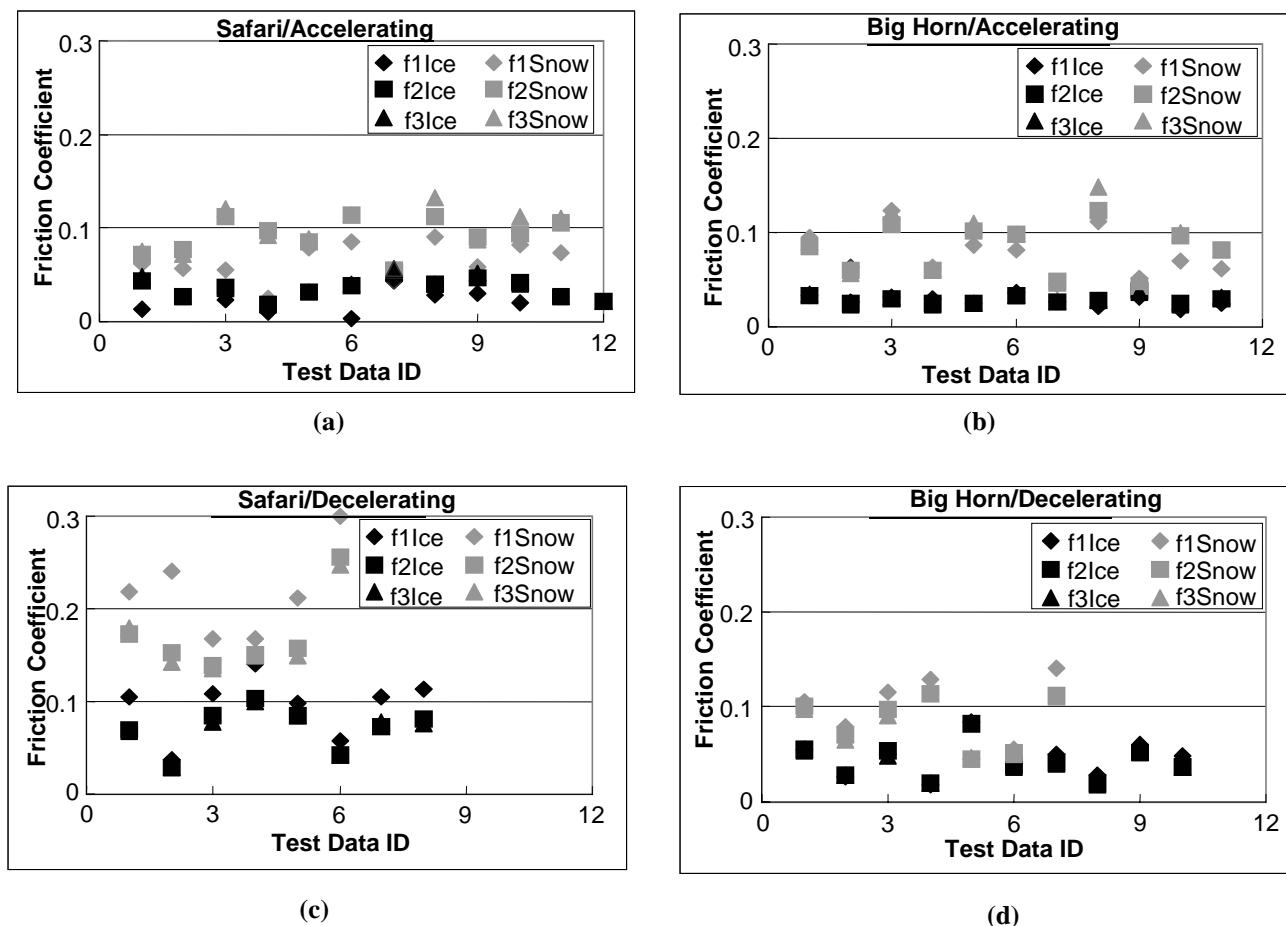 Safari/Accelerating
0.3
0.2
0.1
0
Friction Coefficient
f1Ice f1Snow
f2Ice f2Snow
f3Ice f3Snow
0 3 6 9 12
Test Data ID
(a)
Big Horn/Accelerating
0.3
0.2
0.1
0
Friction Coefficient
f1Ice f1Snow
f2Ice f2Snow
f3Ice f3Snow
0 3 6 9 12
Test Data ID
(b)
Safari/Decelerating
0.3
0.2
0.1
0
Friction Coefficient
f1Ice f1Snow
f2Ice f2Snow
f3Ice f3Snow
0 3 6 9 12
Test Data ID
(c)
Big Horn/Decelerating
0.3
0.2
0.1
0
Friction Coefficient
f1Ice f1Snow
f2Ice f2Snow
f3Ice f3Snow
0 3 6 9 12
Test Data ID
(d)